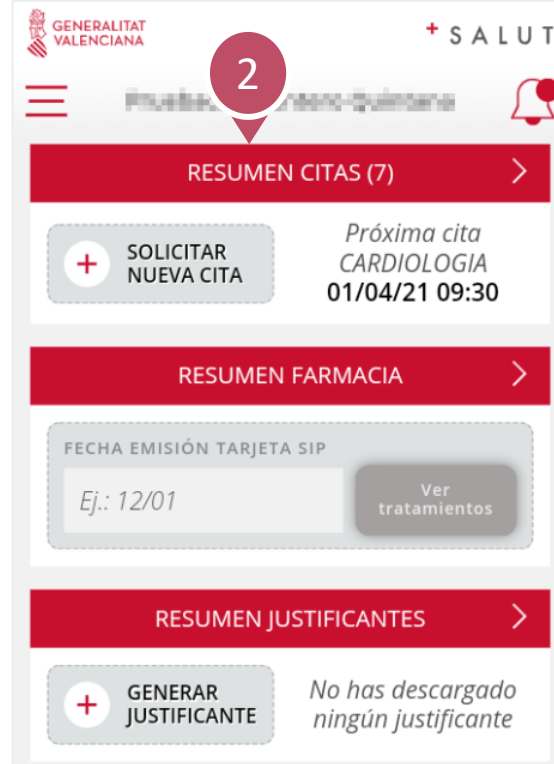 GENERALITAT
VALENCIANA
+ SALUT
2
RESUMEN CITAS (7)
SOLICITAR
NUEVA CITA
Próxima cita
CARDIOLOGIA
01/04/21 09:30
RESUMEN FARMACIA
FECHA EMISIÓN TARJETA SIP
Ej.: 12/01
Ver
tratamientos
RESUMEN JUSTIFICANTES
GENERAR
JUSTIFICANTE
No has descargado
ningún justificante